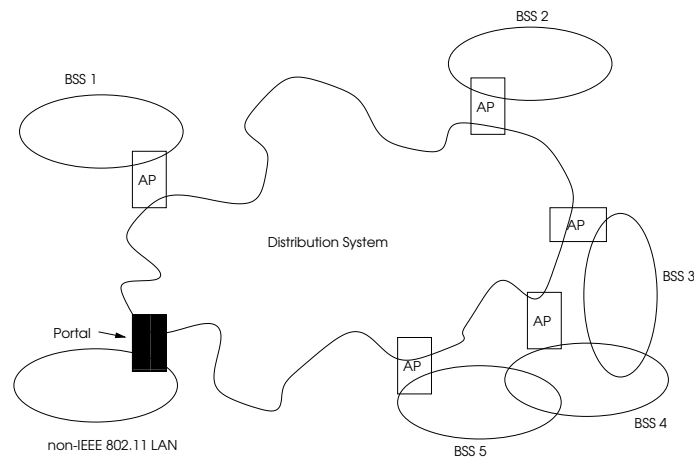 BSS 2
BSS 1
AP
AP
AP
Distribution System
BSS 3
Portal
AP
AP
BSS 4
non-IEEE 802.11 LAN
BSS 5